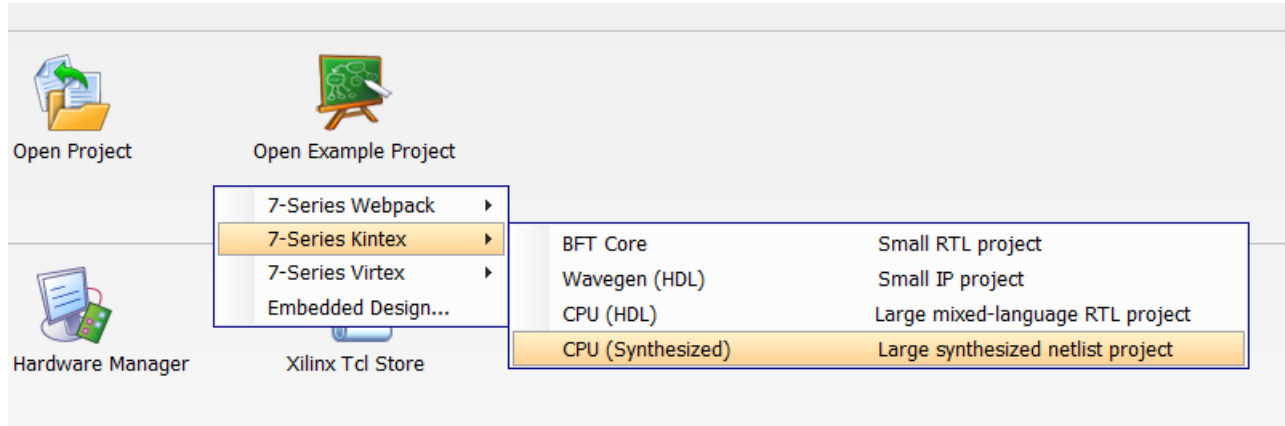 Open Project
Open Example Project
7-Series Webpack
7-Series Kintex
7-Series Virtex
Embedded Design...
BFT Core Small RTL project
Wavegen (HDL) Small IP project
CPU (HDL) Large mixed-language RTL project
CPU (Synthesized) Large synthesized netlist project
Hardware Manager
Xilinx Tcl Store